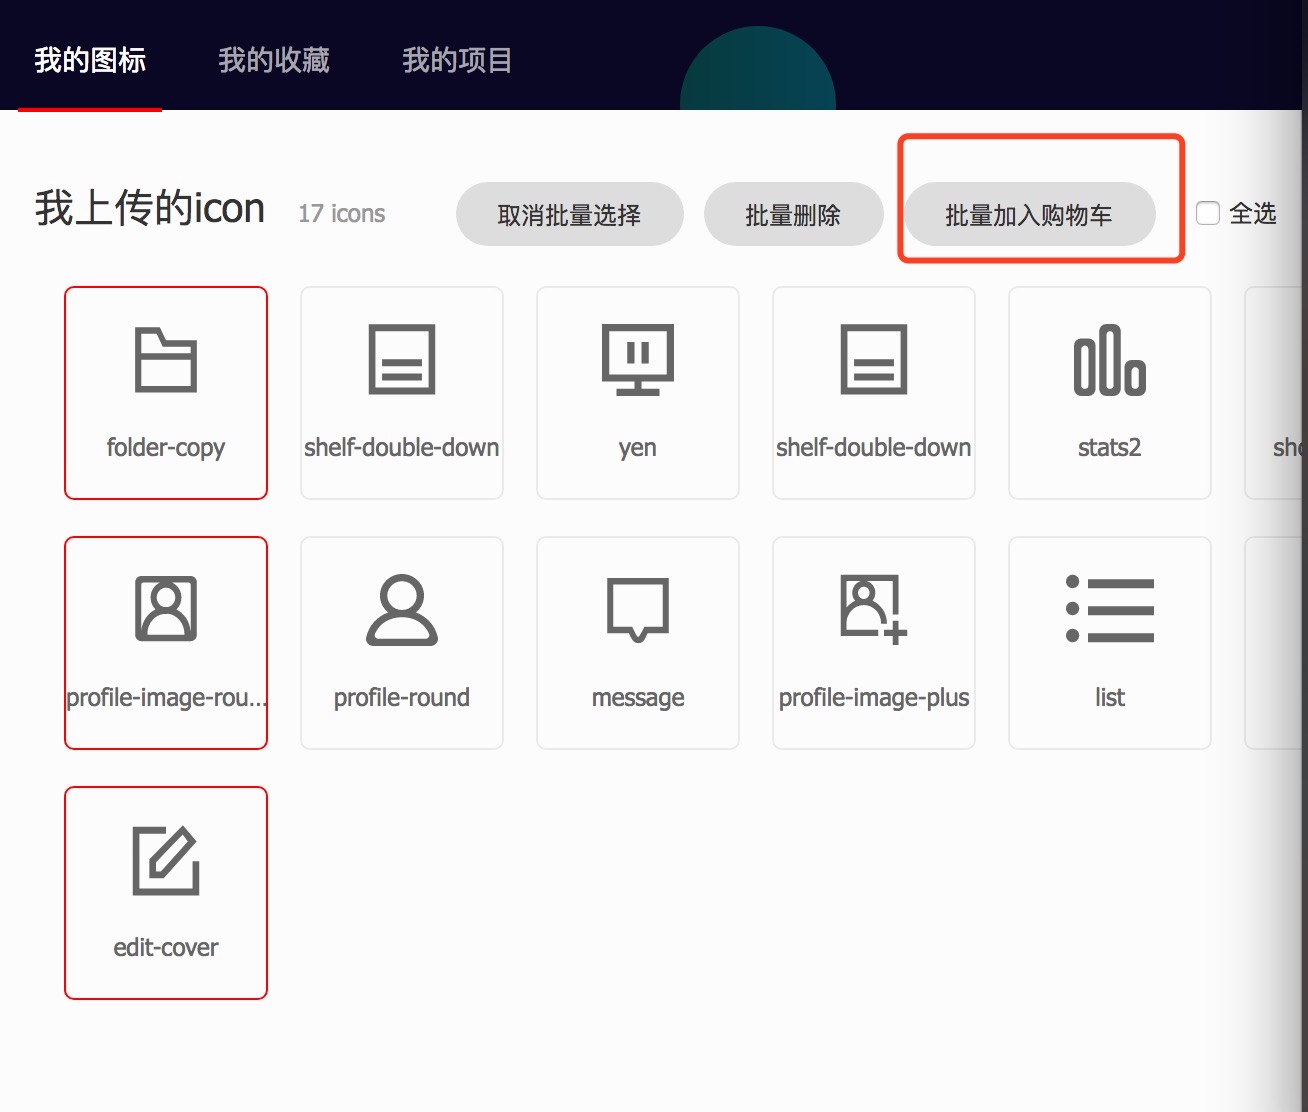 我的图标 我的收藏 我的项目
我上传的icon 17 icons 取消批量选择 批量删除 批量加入购物车 全选
folder-copy shelf-double-down yen shelf-double-down stats2
profile-image-rou... profile-round message profile-image-plus list
edit-cover